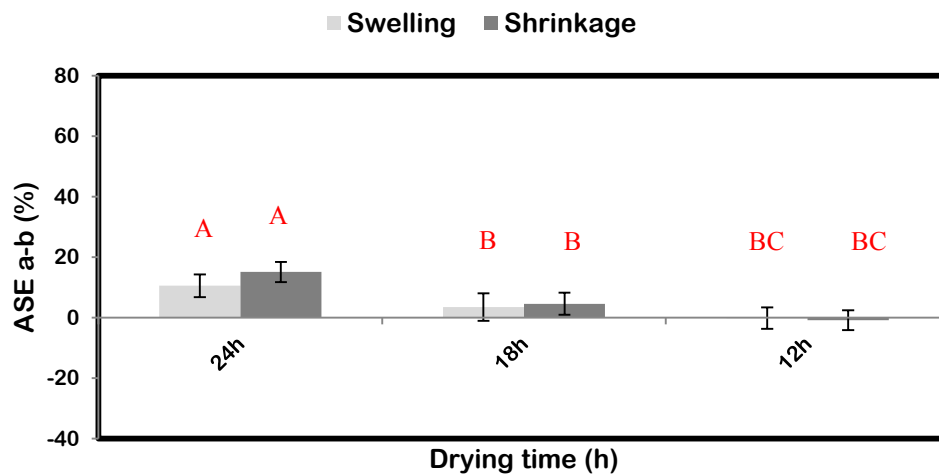 Swelling Shrinkage
80
60
40
20
0
-20
-40
ASE a-b (%)
A A B B BC BC
24h 18h 12h
Drying time (h)